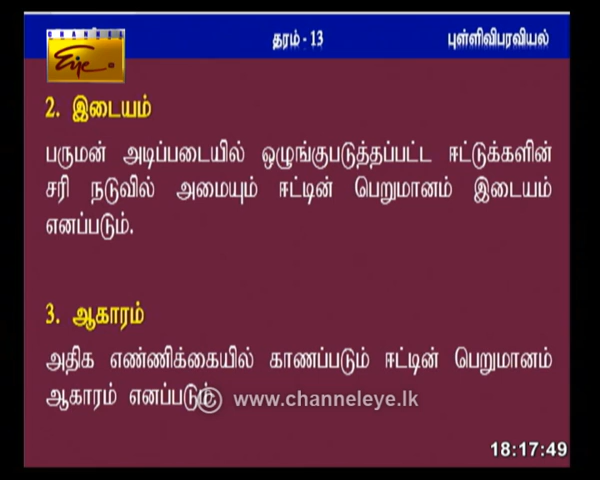 CHANNEL
Eye
தரம் - 13
புள்ளிவிபரவியல்
2. இடையம்
பருமன் அடிப்படையில் ஒழுங்குபடுத்தப்பட்ட ஈட்டுக்களின்
சரி நடுவில் அமையும் ஈட்டின் பெறுமானம் இடையம்
எனப்படும்.
3. ஆகாரம்
அதிக எண்ணிக்கையில் காணப்படும் ஈட்டின் பெறுமானம்
ஆகாரம் எனப்படும்
© www.channeleye.lk
18:17:49